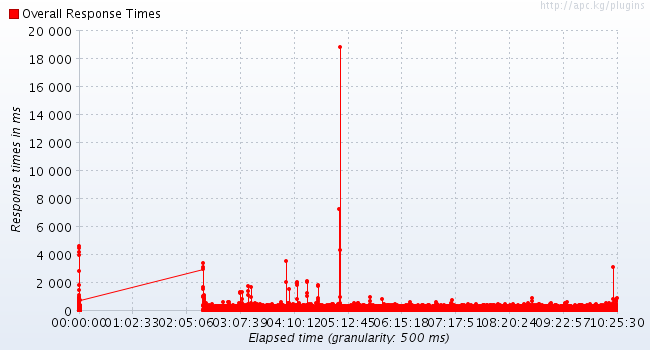 http://apc.kg/plugins
Overall Response Times
20 000
18 000
16 000
14 000
12 000
10 000
8 000
6 000
4 000
2 000
0
Response times in ms
00:00:00 01:02:33 02:05:06 03:07:39 04:10:12 05:12:45 06:15:18 07:17:51 08:20:24 09:22:57 10:25:30
Elapsed time (granularity: 500 ms)